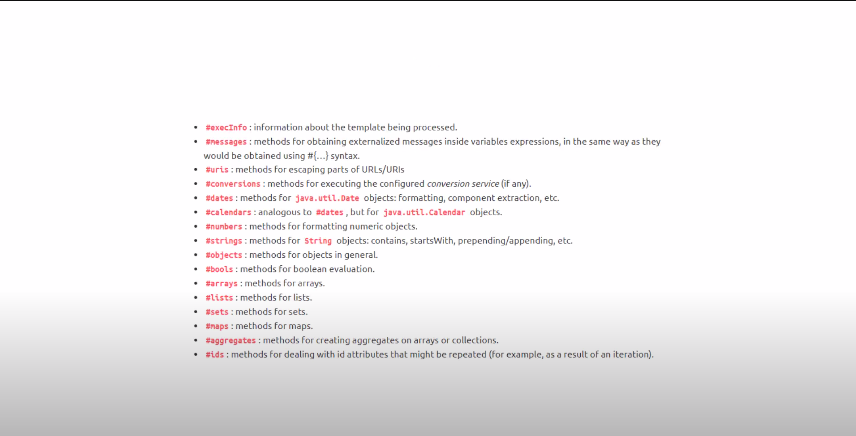 • #execInfo : information about the template being processed.
• #messages : methods for obtaining externalized messages inside variables expressions, in the same way as they
would be obtained using #{…} syntax.
• #uris : methods for escaping parts of URLs/URIs
• #conversions : methods for executing the configured conversion service (if any).
• #dates : methods for java.util.Date objects: formatting, component extraction, etc.
• #calendars : analogous to #dates , but for java.util.Calendar objects.
• #numbers : methods for formatting numeric objects.
• #strings : methods for String objects: contains, startsWith, prepending/appending, etc.
• #objects : methods for objects in general.
• #bools : methods for boolean evaluation.
• #arrays : methods for arrays.
• #lists : methods for lists.
• #sets : methods for sets.
• #maps : methods for maps.
• #aggregates : methods for creating aggregates on arrays or collections.
• #ids : methods for dealing with id attributes that might be repeated (for example, as a result of an iteration).